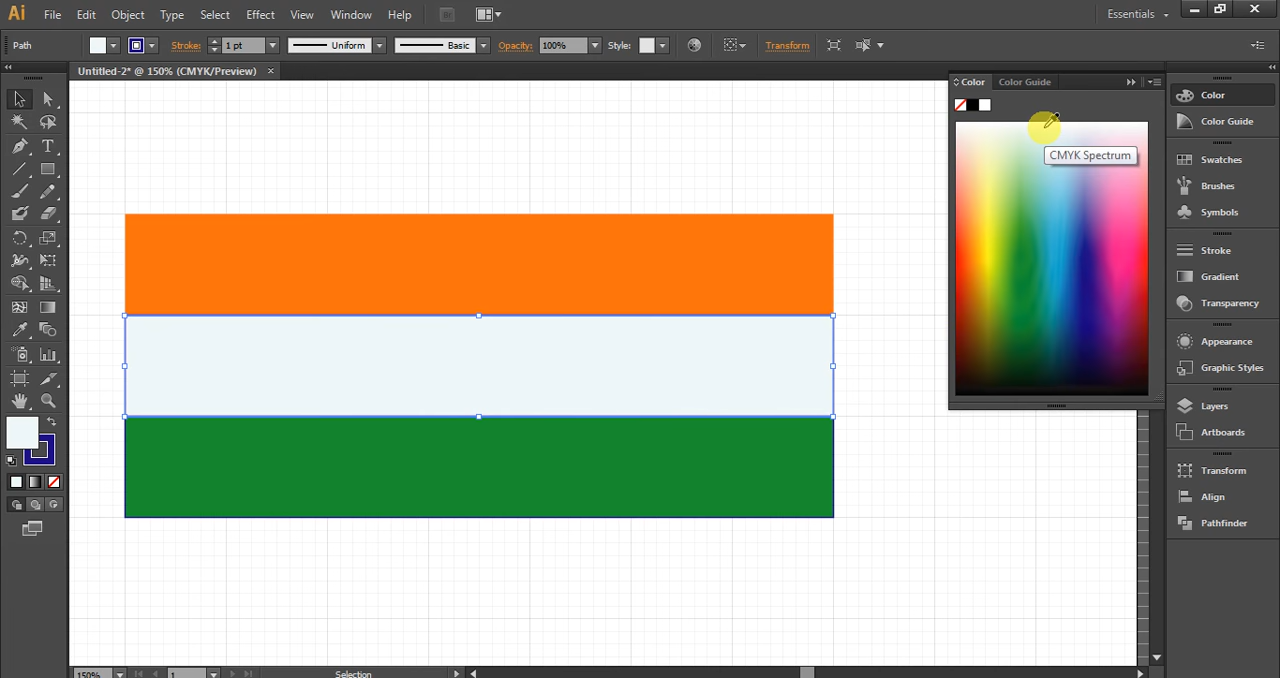 Ai File Edit Object Type Select Effect View Window Help Br Essentials
Path Stroke: 1 pt Uniform Basic Opacity: 100% Style: Transform
Untitled-2* @ 150% (CMYK/Preview)
Color Color Guide
CMYK Spectrum
Color
Color Guide
Swatches
Brushes
Symbols
Stroke
Gradient
Transparency
Appearance
Graphic Styles
Layers
Artboards
Transform
Align
Pathfinder
150% 1 Selection